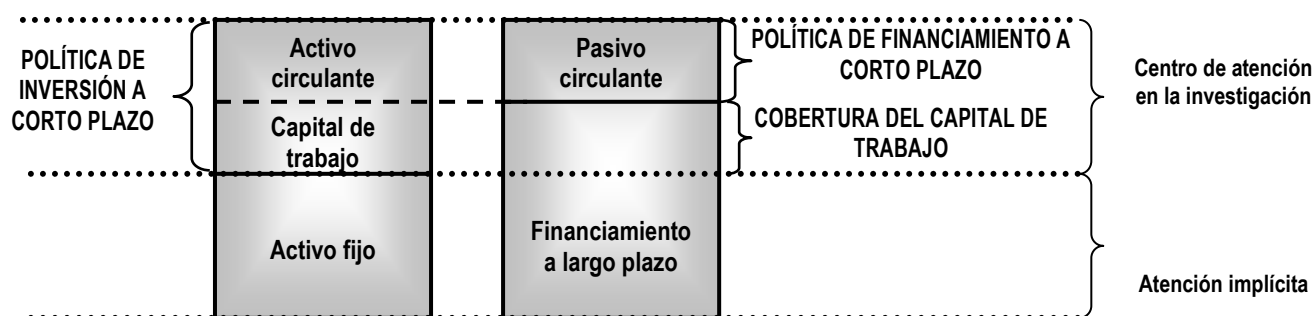 POLÍTICA DE
INVERSIÓN A
CORTO PLAZO
Activo
circulante
Capital de
trabajo
Activo fijo
Pasivo
circulante
Financiamiento
a largo plazo
POLÍTICA DE FINANCIAMIENTO A
CORTO PLAZO
COBERTURA DEL CAPITAL DE
TRABAJO
Centro de atención
en la investigación
Atención implícita